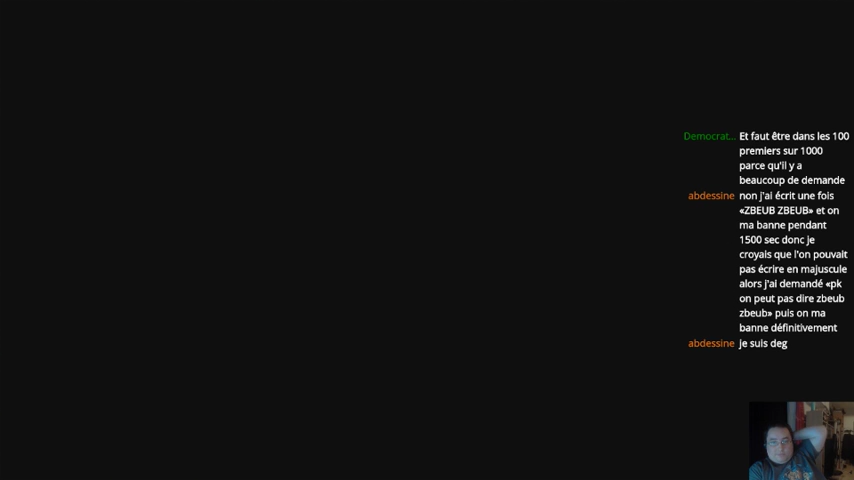 Democrat... Et faut être dans les 100
premiers sur 1000
parce qu'il y a
beaucoup de demande
abdessine non j'ai écrit une fois
«ZBEUB ZBEUB» et on
ma banne pendant
1500 sec donc je
croyais que l'on pouvait
pas écrire en majuscule
alors j'ai demandé «pk
on peut pas dire zbeub
zbeub» puis on ma
banne définitivement
abdessine je suis deg